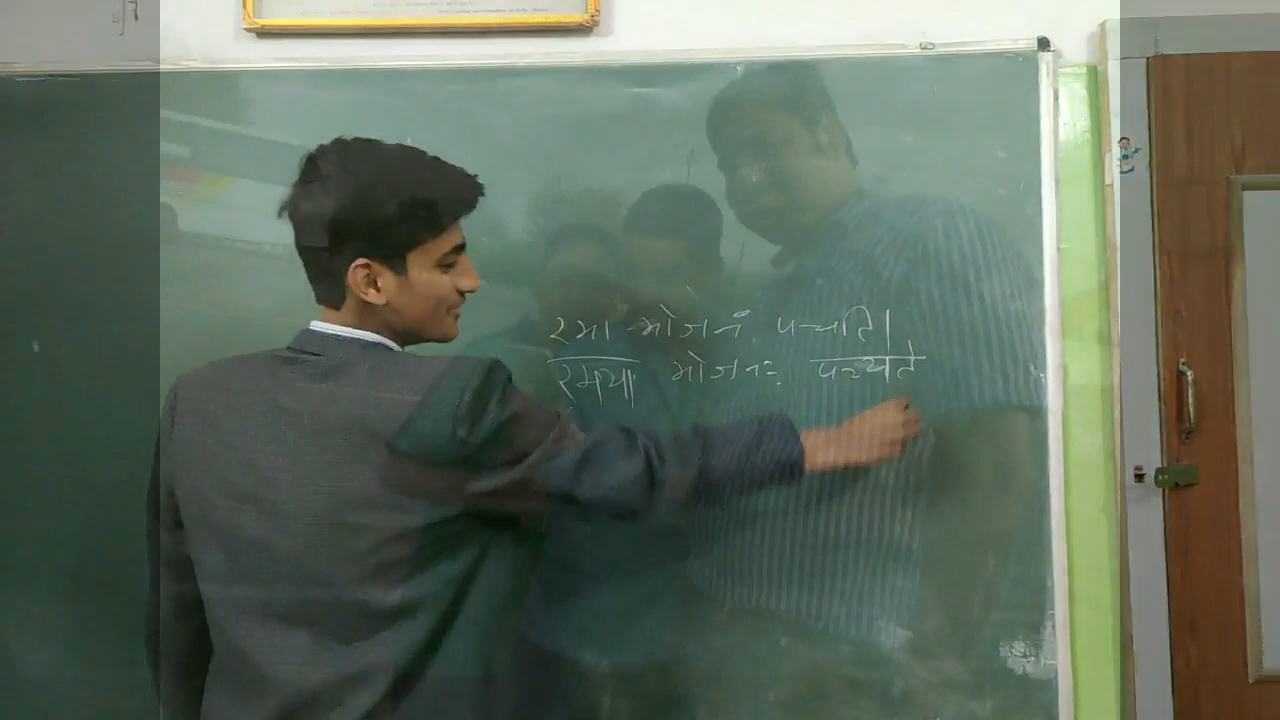 रमा भोजनं पचति।
रमया भोजनः पच्यते